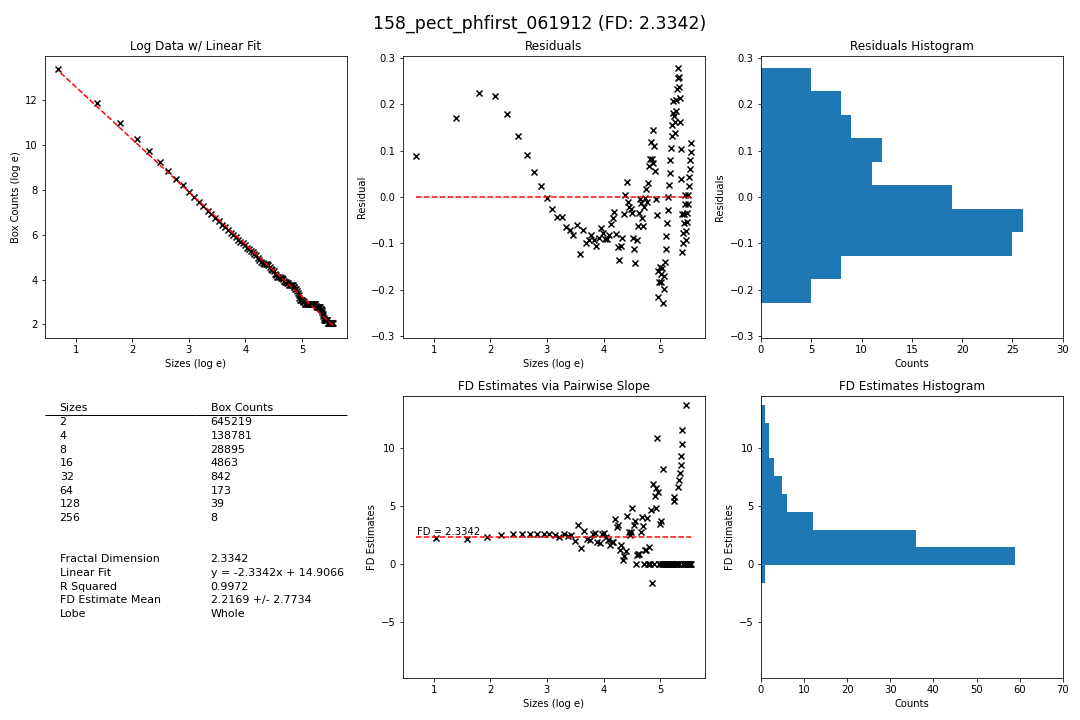 158_pect_phfirst_061912 (FD: 2.3342)
Log Data w/ Linear Fit
Box Counts (log e)
12
10
8
6
4
2
1 2 3 4 5
Sizes (log e)
Residuals
Residual
0.3
0.2
0.1
0.0
−0.1
−0.2
−0.3
1 2 3 4 5
Sizes (log e)
Residuals Histogram
Residuals
0.3
0.2
0.1
0.0
−0.1
−0.2
−0.3
0 5 10 15 20 25 30
Counts
Sizes Box Counts
2 645219
4 138781
8 28895
16 4863
32 842
64 173
128 39
256 8
Fractal Dimension 2.3342
Linear Fit y = -2.3342x + 14.9066
R Squared 0.9972
FD Estimate Mean 2.2169 +/- 2.7734
Lobe Whole
FD Estimates via Pairwise Slope
FD Estimates
10
5
0
−5
FD = 2.3342
1 2 3 4 5
Sizes (log e)
FD Estimates Histogram
FD Estimates
10
5
0
−5
0 10 20 30 40 50 60 70
Counts